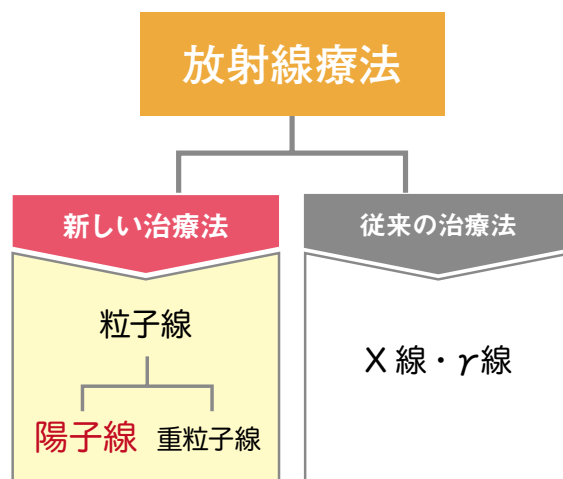 放射線療法
新しい治療法
従来の治療法
粒子線
X線・γ線
陽子線 重粒子線